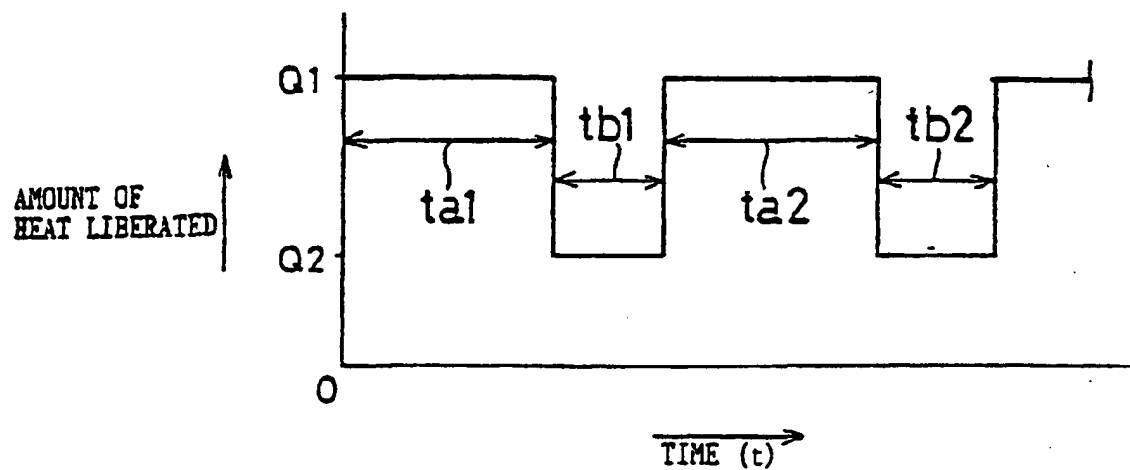 Q1
tb1
tb2
ta1
ta2
AMOUNT OF
HEAT LIBERATED
Q2
0
TIME (t)